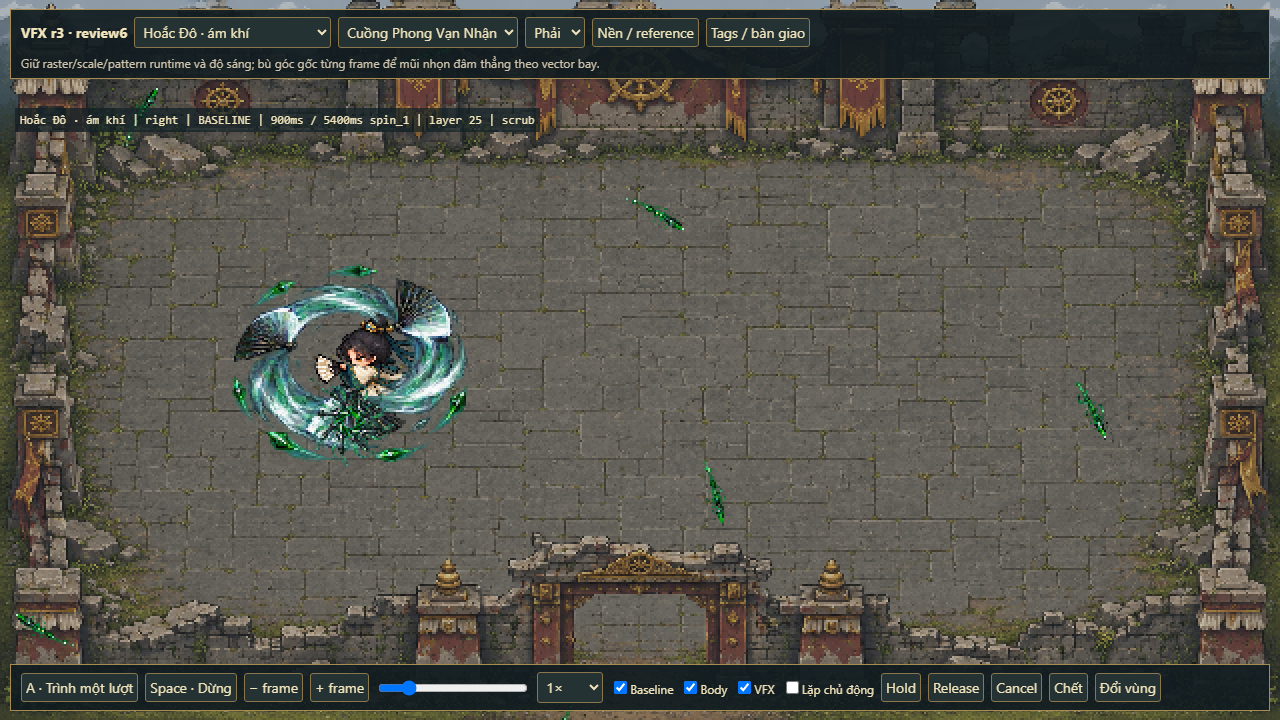 VFX r3 · review6 Hoắc Đô · ám khí Cuồng Phong Vạn Nhận Phải Nền / reference Tags / bàn giao
Giữ raster/scale/pattern runtime và độ sáng; bù góc gốc từng frame để mũi nhọn đâm thẳng theo vector bay.
Hoắc Đô · ám khí | right | BASELINE | 900ms / 5400ms spin_1 | layer 25 | scrub
A · Trình một lượt Space · Dừng − frame + frame 1× Baseline Body VFX Lặp chủ động Hold Release Cancel Chết Đổi vùng